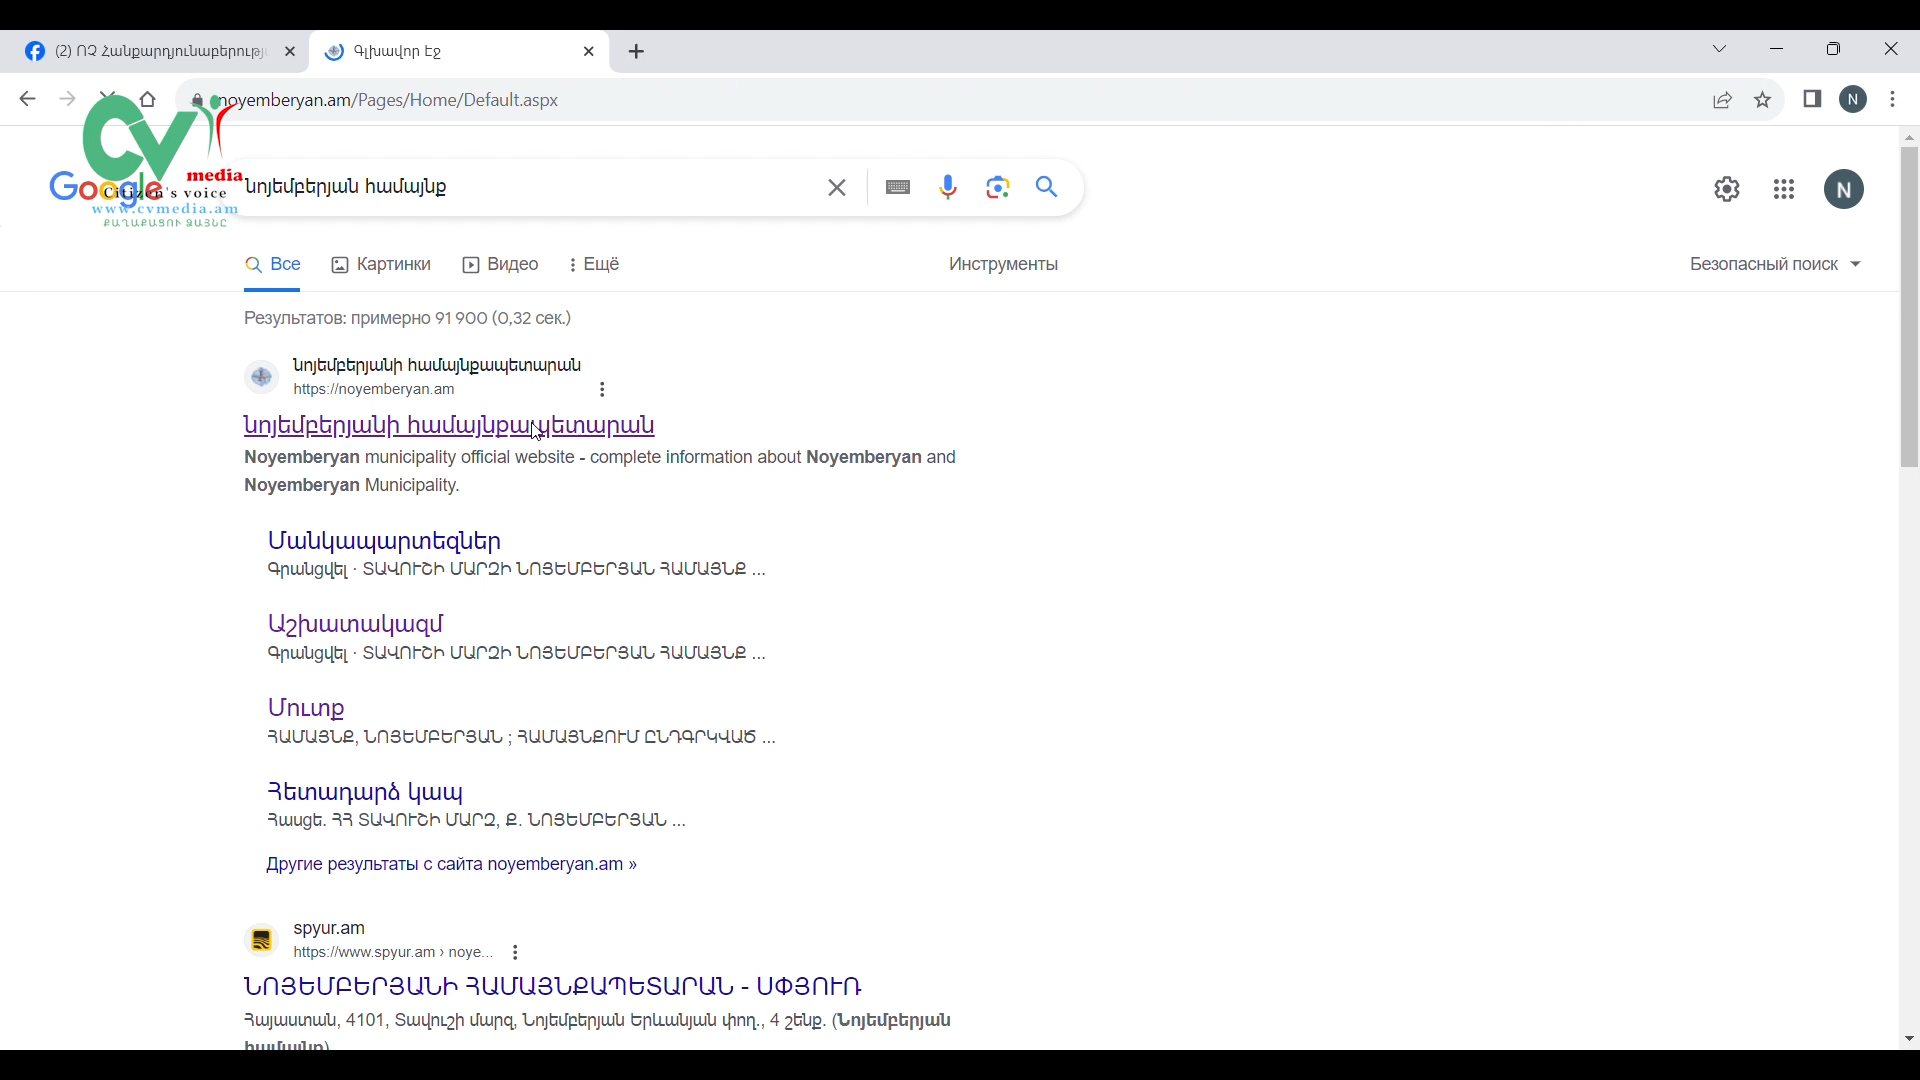 (2) ՈՉ Հանքարդյունաբերությ
Գլխավոր էջ
noyemberyan.am/Pages/Home/Default.aspx
N
Google
նոյեմբերյան համայնք
CV
media
Citizen's voice
www.cvmedia.am
ՔԱՂԱՔԱՑՈՒ ՁԱՅՆԸ
N
Все
Картинки
Видео
Ещё
Инструменты
Безопасный поиск
Результатов: примерно 91 900 (0,32 сек.)
նոյեմբերյանի համայնքապետարան
https://noyemberyan.am
նոյեմբերյանի համայնքապետարան
Noyemberyan municipality official website - complete information about Noyemberyan and
Noyemberyan Municipality.
Մանկապարտեզներ
Գրանցվել · ՏԱՎՈՒՇԻ ՄԱՐԶԻ ՆՈՅԵՄԲԵՐՅԱՆ ՀԱՄԱՅՆՔ ...
Աշխատակազմ
Գրանցվել · ՏԱՎՈՒՇԻ ՄԱՐԶԻ ՆՈՅԵՄԲԵՐՅԱՆ ՀԱՄԱՅՆՔ ...
Մուտք
ՀԱՄԱՅՆՔ, ՆՈՅԵՄԲԵՐՅԱՆ ; ՀԱՄԱՅՆՔՈՒՄ ԸՆԴԳՐԿՎԱԾ ...
Հետադարձ կապ
Հասցե. ՀՀ ՏԱՎՈՒՇԻ ՄԱՐԶ, Ք. ՆՈՅԵՄԲԵՐՅԱՆ ...
Другие результаты с сайта noyemberyan.am »
spyur.am
https://www.spyur.am › noye...
ՆՈՅԵՄԲԵՐՅԱՆԻ ՀԱՄԱՅՆՔԱՊԵՏԱՐԱՆ - ՍՓՅՈՒՌ
Հայաստան, 4101, Տավուշի մարզ, Նոյեմբերյան Երևանյան փող., 4 շենք. (Նոյեմբերյան
համայնք)